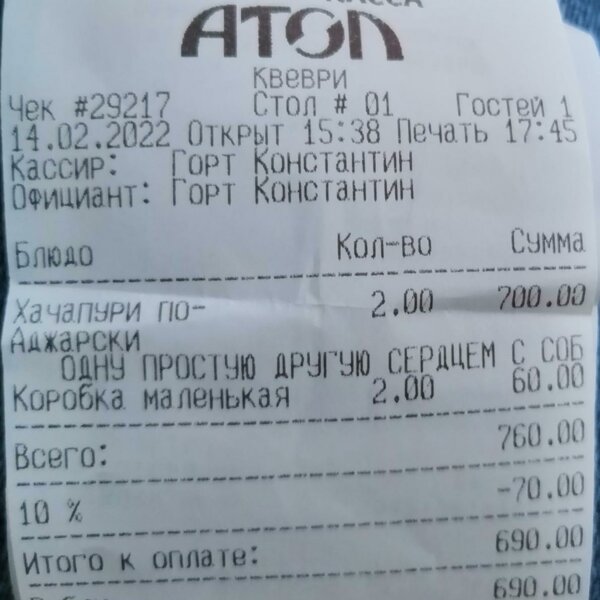 АТОЛ
КВЕВРИ
Чек #29217 Стол # 01 Гостей 1
14.02.2022 Открыт 15:38 Печать 17:45
Кассир: Горт Константин
Официант: Горт Константин
Блюдо Кол-во Сумма
Хачапури по- 2.00 700.00
Аджарски
ОДНУ ПРОСТУЮ ДРУГУЮ СЕРДЦЕМ С СОБ
Коробка маленькая 2.00 60.00
Всего: 760.00
10 % -70.00
Итого к оплате: 690.00
690.00